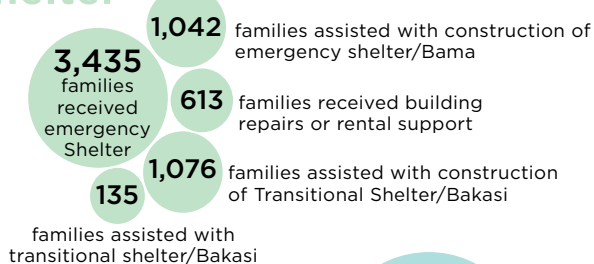 1,042
families assisted with construction of
emergency shelter/Bama
3,435
families
received
emergency
Shelter
613
families received building
repairs or rental support
1,076
families assisted with construction
of Transitional Shelter/Bakasi
135
families assisted with
transitional shelter/Bakasi